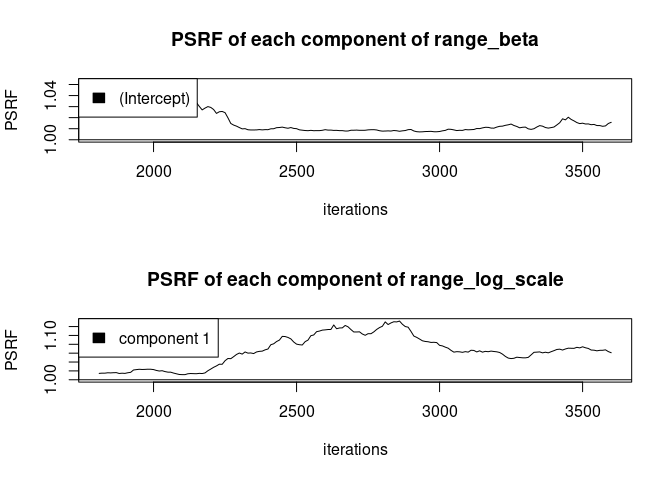 PSRF of each component of range_beta
PSRF
1.00 1.04
(Intercept)
2000 2500 3000 3500
iterations
PSRF of each component of range_log_scale
PSRF
1.00 1.10
component 1
2000 2500 3000 3500
iterations